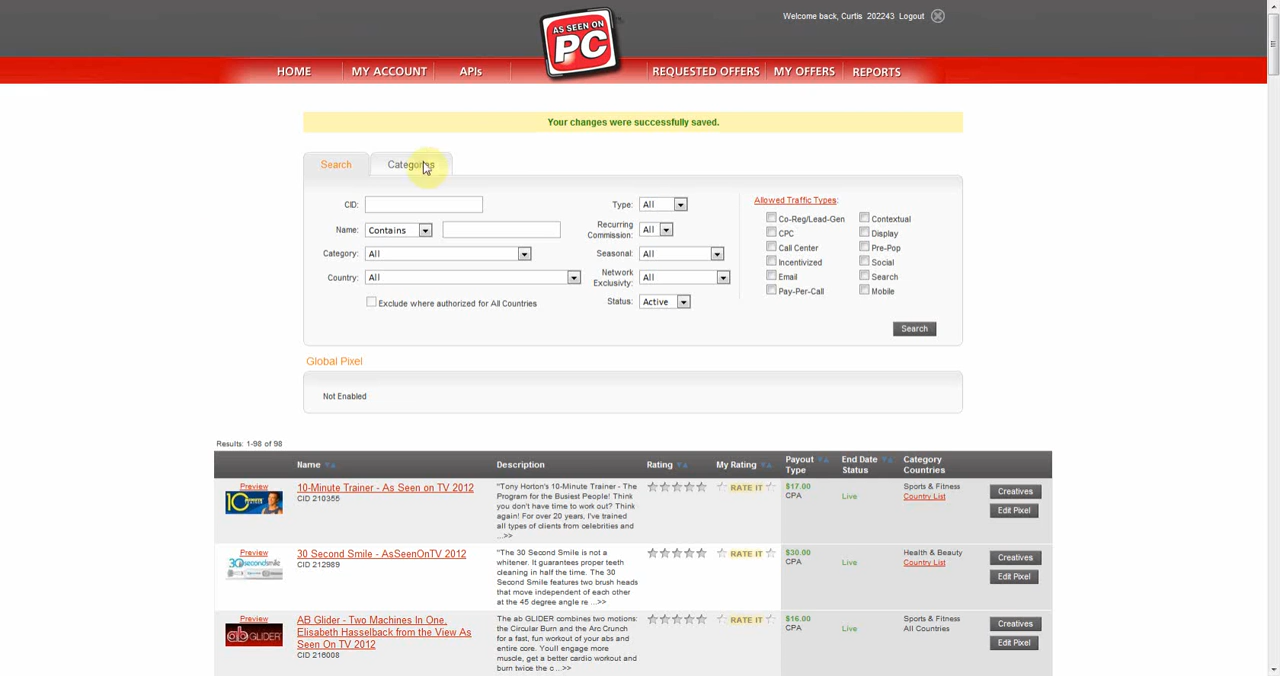 Welcome back, Curtis 202243 Logout
AS SEEN ON
PC
HOME
MY ACCOUNT
APIs
REQUESTED OFFERS
MY OFFERS
REPORTS
Your changes were successfully saved.
Search
Categories
CID:
Name: Contains
Category: All
Country: All
Exclude where authorized for All Countries
Type: All
Recurring
Commission: All
Seasonal: All
Network
Exclusivity: All
Status: Active
Allowed Traffic Types:
Co-Reg/Lead-Gen
CPC
Call Center
Incentivized
Email
Pay-Per-Call
Contextual
Display
Pre-Pop
Social
Search
Mobile
Search
Global Pixel
Not Enabled
Results: 1-98 of 98
Name
Description
Rating
My Rating
Payout
Type
End Date
Status
Category
Countries
Preview
10
10-Minute Trainer - As Seen on TV 2012
CID 210355
"Tony Horton's 10-Minute Trainer - The
Program for the Busiest People! Think
you don't have time to work out? Think
again! For over 20 years, I've trained
all types of clients from celebrities and
...>>
RATE IT
$17.00
CPA
Live
Sports & Fitness
Country List
Creatives
Edit Pixel
Preview
30secondsmile
30 Second Smile - AsSeenOnTV 2012
CID 212989
"The 30 Second Smile is not a
whitener. It guarantees proper teeth
cleaning in half the time. The 30
Second Smile features two brush heads
that move independent of each other
at the 45 degree angle re ...>>
RATE IT
$30.00
CPA
Live
Health & Beauty
Country List
Creatives
Edit Pixel
Preview
ab GLIDER
AB Glider - Two Machines In One.
Elisabeth Hasselback from the View As
Seen On TV 2012
CID 216008
The ab GLIDER combines two motions:
the Circular Burn and the Arc Crunch
for a fast, fun workout of your abs and
entire core. Youll engage more
muscle, get a better cardio workout and
burn twice the c ...>>
RATE IT
$16.00
CPA
Live
Sports & Fitness
All Countries
Creatives
Edit Pixel